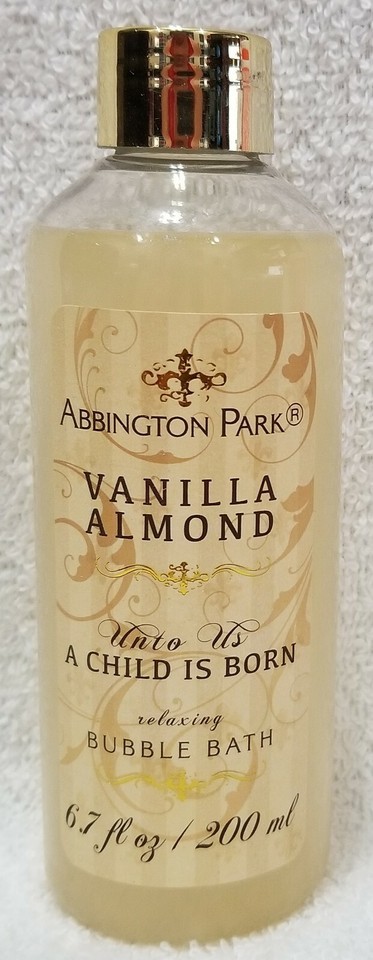 ABBINGTON PARK®
VANILLA
ALMOND
Unto Us
A CHILD IS BORN
relaxing
BUBBLE BATH
6.7 fl oz / 200 ml